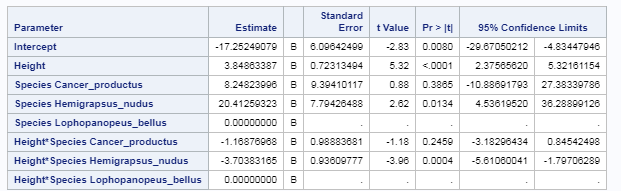 Parameter Estimate Standard Error t Value Pr > |t| 95% Confidence Limits
Intercept -17.25249079 B 6.09642499 -2.83 0.0080 -29.67050212 -4.83447946
Height 3.84863387 B 0.72313494 5.32 <.0001 2.37565620 5.32161154
Species Cancer_productus 8.24823996 B 9.39410117 0.88 0.3865 -10.88691793 27.38339786
Species Hemigrapsus_nudus 20.41259323 B 7.79426488 2.62 0.0134 4.53619520 36.28899126
Species Lophopanopeus_bellus 0.00000000 B . . . . .
Height*Species Cancer_productus -1.16876968 B 0.98883681 -1.18 0.2459 -3.18296434 0.84542498
Height*Species Hemigrapsus_nudus -3.70383165 B 0.93609777 -3.96 0.0004 -5.61060041 -1.79706289
Height*Species Lophopanopeus_bellus 0.00000000 B . . . . .